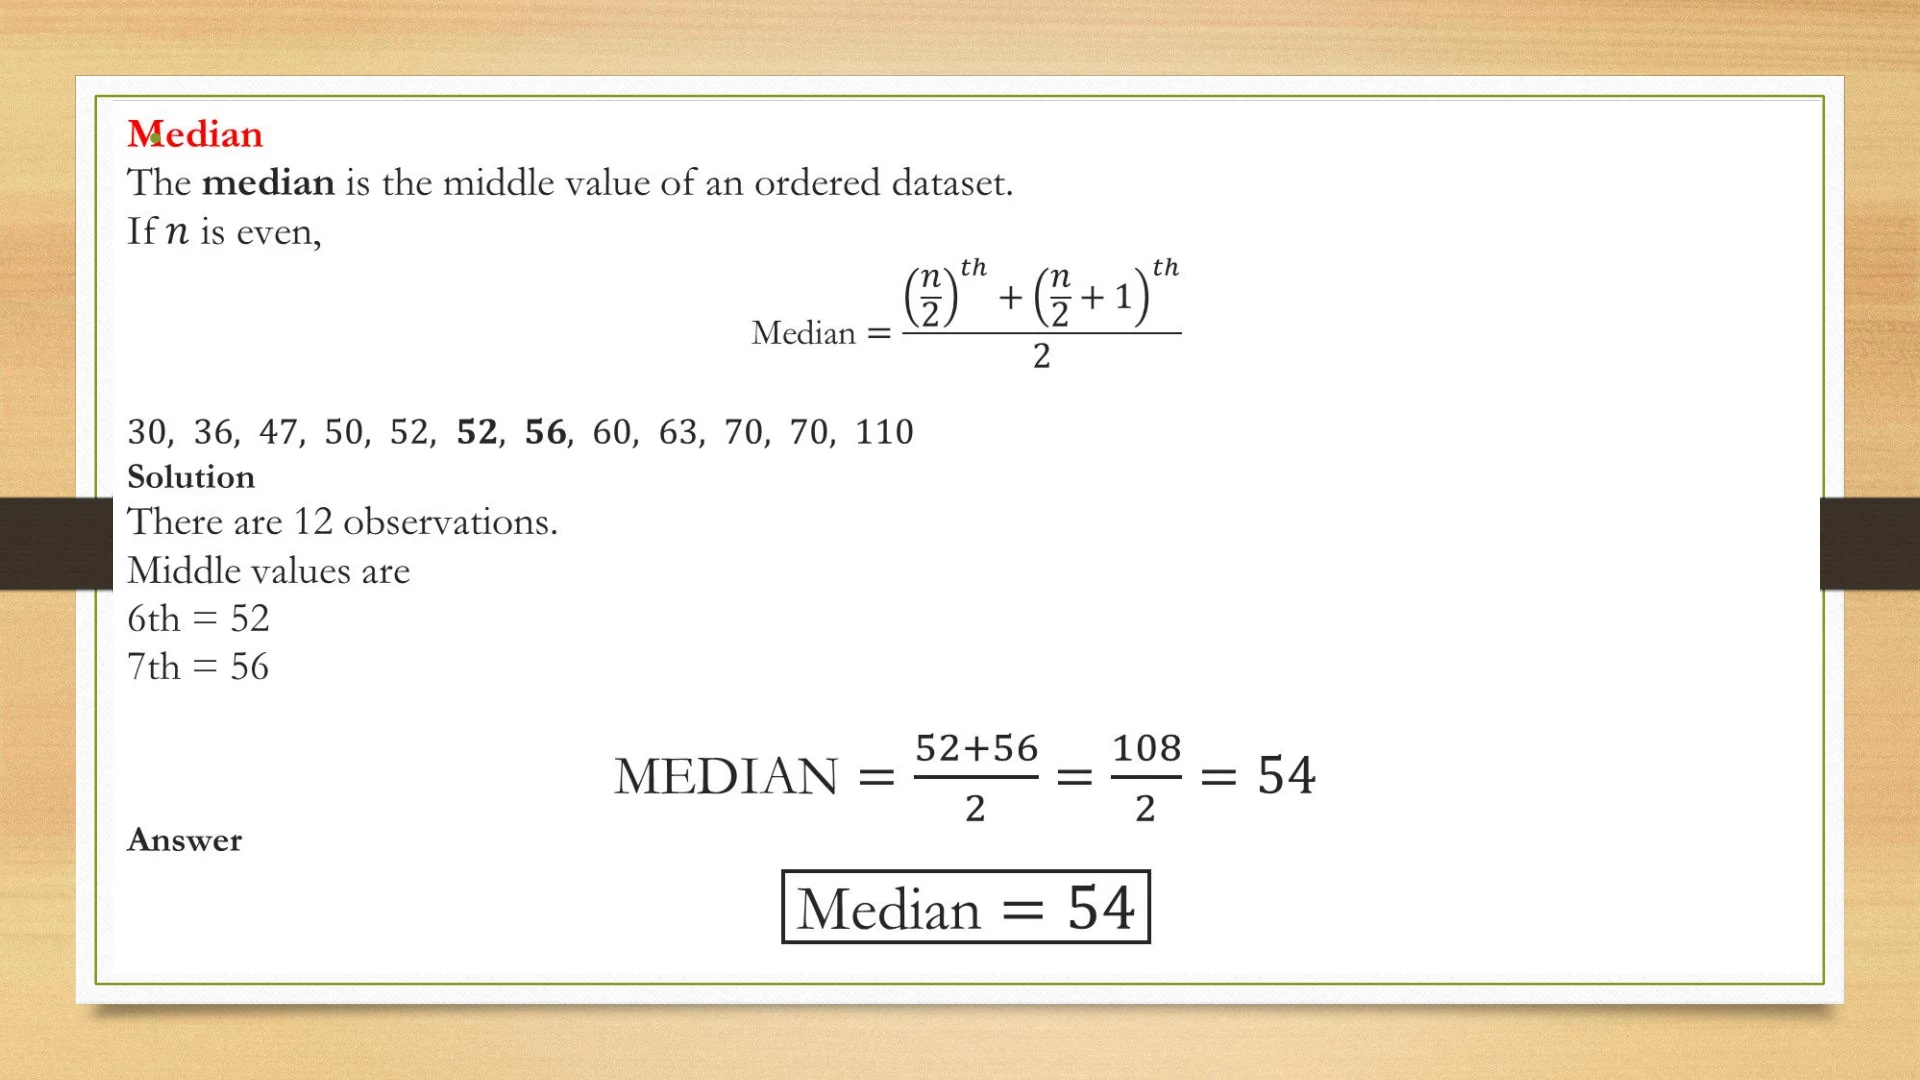 Median
The median is the middle value of an ordered dataset.
If n is even,
Median = ((n/2)^th + (n/2 + 1)^th)/2
30, 36, 47, 50, 52, 52, 56, 60, 63, 70, 70, 110
Solution
There are 12 observations.
Middle values are
6th = 52
7th = 56
MEDIAN = (52+56)/2 = 108/2 = 54
Answer
Median = 54